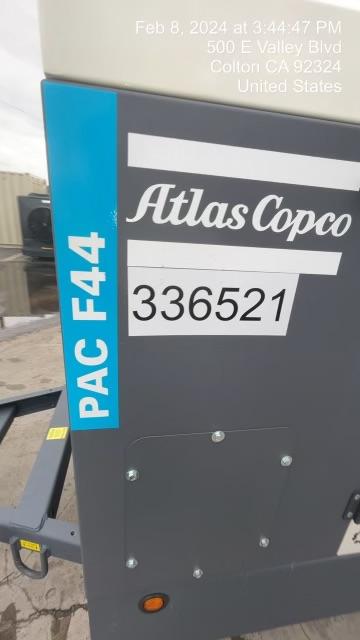 Feb 8, 2024 at 3:44:47 PM
500 E Valley Blvd
Colton CA 92324
United States
Atlas Copco
336521
PAC F44